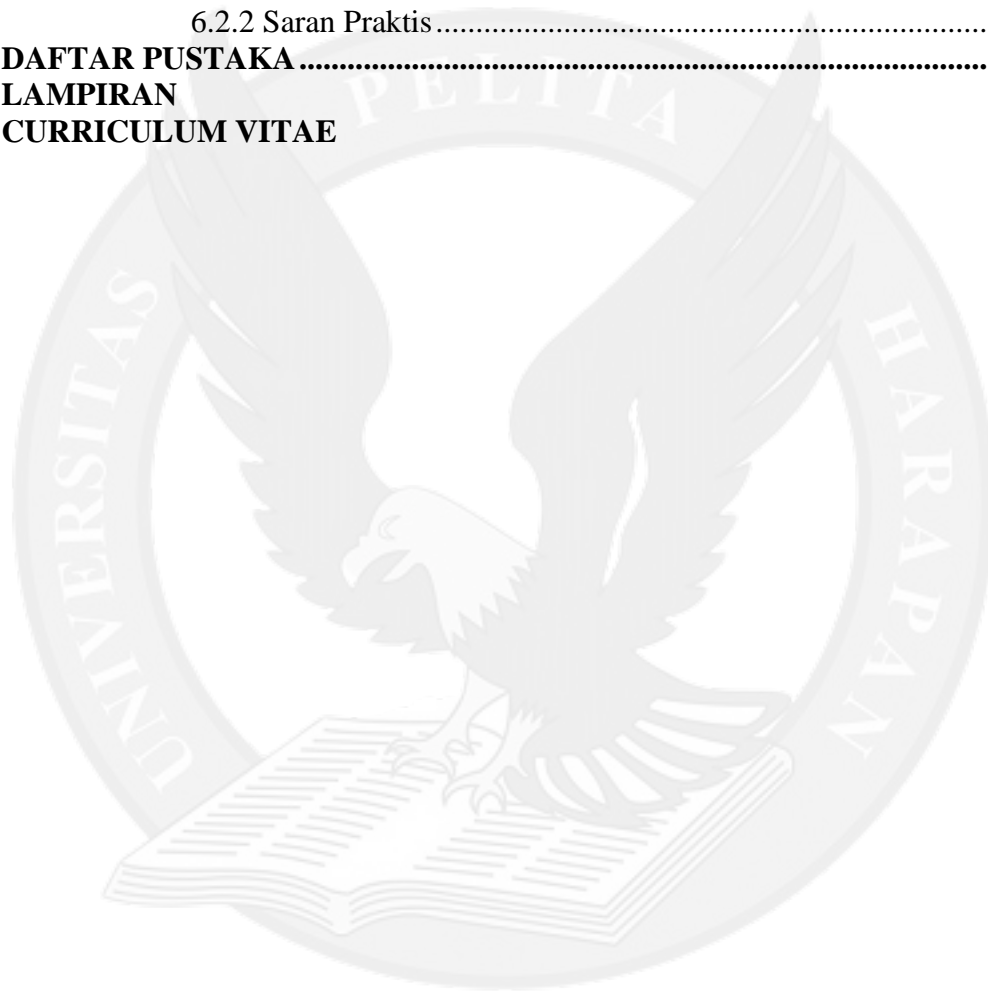 6.2.2 Saran Praktis.....................................................................
DAFTAR PUSTAKA......................................................................................
LAMPIRAN
CURRICULUM VITAE
UNIVERSITAS PELITA HARAPAN